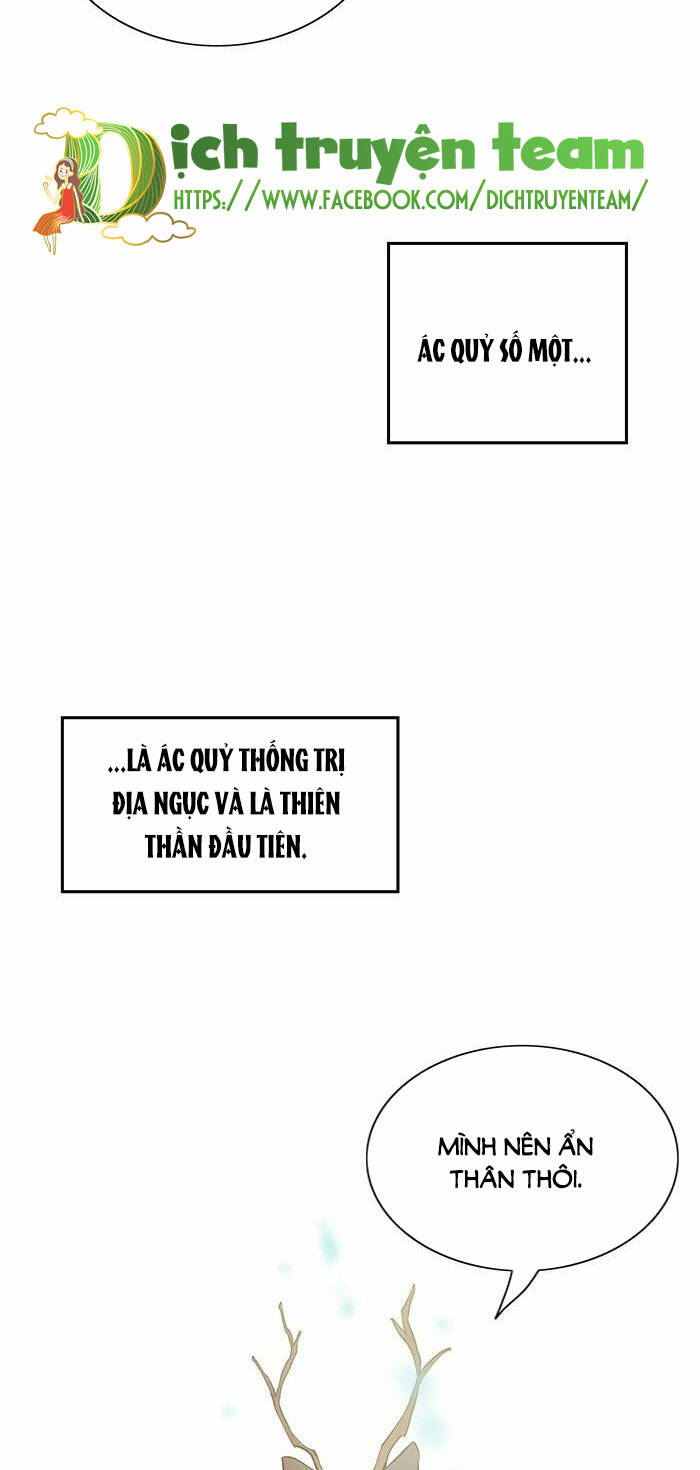 Dịch truyện team
HTTPS://WWW.FACEBOOK.COM/DICHTRUYENTEAM/
ÁC QUỶ SỐ MỘT...
...LÀ ÁC QUỶ THỐNG TRỊ
ĐỊA NGỤC VÀ LÀ THIÊN
THẦN ĐẦU TIÊN.
MÌNH NÊN ẨN
THÂN THÔI.